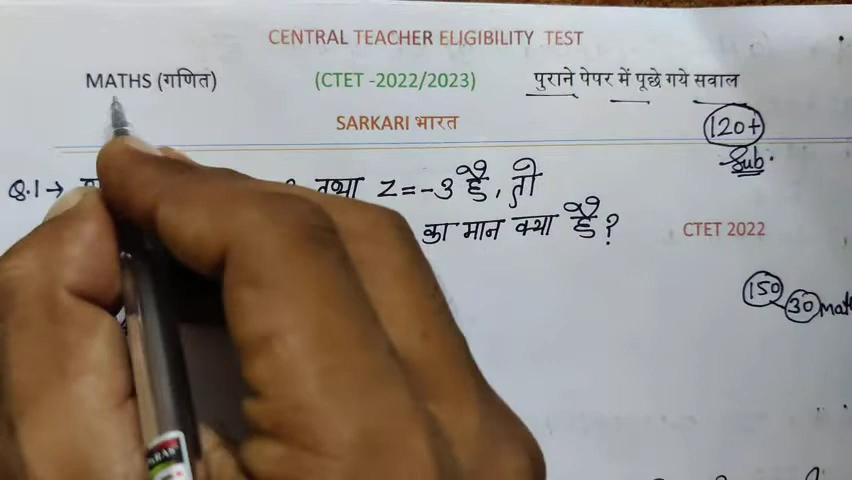 CENTRAL TEACHER ELIGIBILITY TEST
MATHS (गणित) (CTET -2022/2023) पुराने पेपर में पूछे गये सवाल
SARKARI भारत
120+
Sub.
Q.1→ तथा Z=-3 है, तो
का मान क्या है?
CTET 2022
150
30